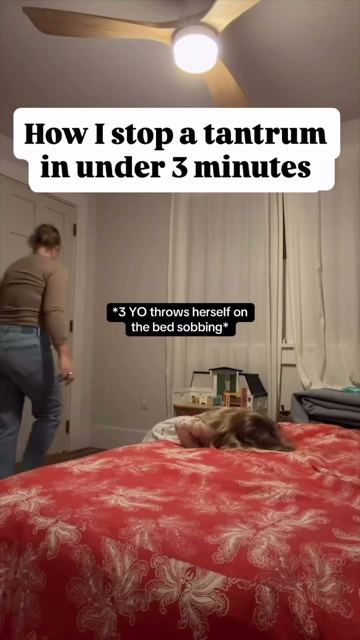 How I stop a tantrum
in under 3 minutes
*3 YO throws herself on
the bed sobbing*